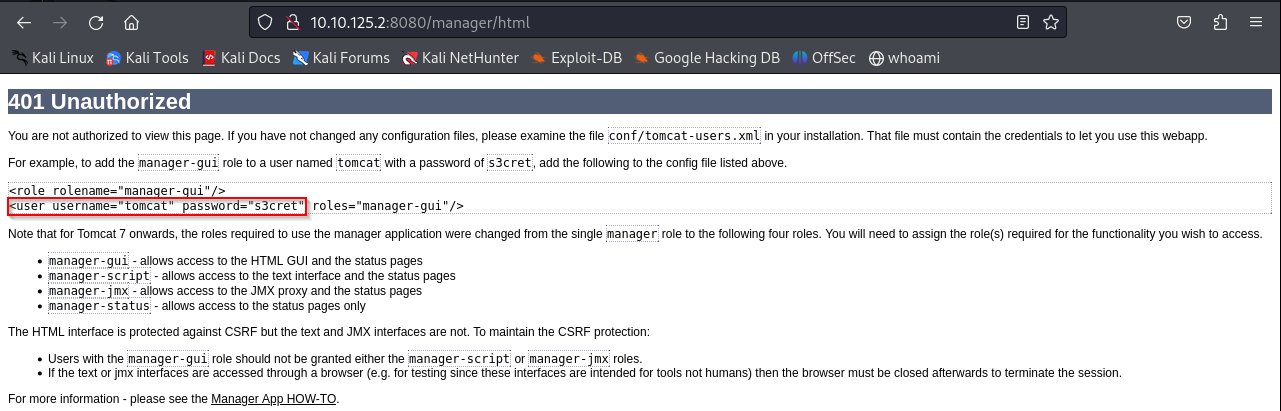 10.10.125.2:8080/manager/html
Kali Linux Kali Tools Kali Docs Kali Forums Kali NetHunter Exploit-DB Google Hacking DB OffSec whoami
401 Unauthorized
You are not authorized to view this page. If you have not changed any configuration files, please examine the file conf/tomcat-users.xml in your installation. That file must contain the credentials to let you use this webapp.
For example, to add the manager-gui role to a user named tomcat with a password of s3cret, add the following to the config file listed above.
<role rolename="manager-gui"/>
<user username="tomcat" password="s3cret" roles="manager-gui"/>
Note that for Tomcat 7 onwards, the roles required to use the manager application were changed from the single manager role to the following four roles. You will need to assign the role(s) required for the functionality you wish to access.
• manager-gui - allows access to the HTML GUI and the status pages
• manager-script - allows access to the text interface and the status pages
• manager-jmx - allows access to the JMX proxy and the status pages
• manager-status - allows access to the status pages only
The HTML interface is protected against CSRF but the text and JMX interfaces are not. To maintain the CSRF protection:
• Users with the manager-gui role should not be granted either the manager-script or manager-jmx roles.
• If the text or jmx interfaces are accessed through a browser (e.g. for testing since these interfaces are intended for tools not humans) then the browser must be closed afterwards to terminate the session.
For more information - please see the Manager App HOW-TO.